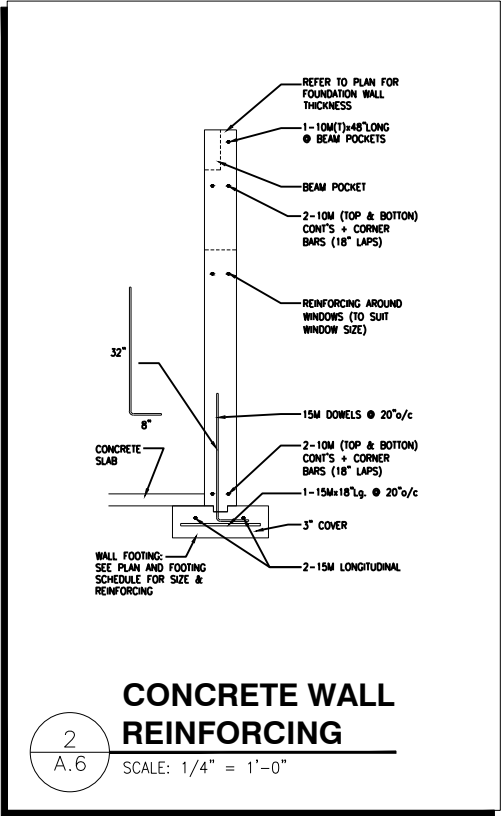 REFER TO PLAN FOR
FOUNDATION WALL
THICKNESS
1-10M(T)x48"LONG
@ BEAM POCKETS
BEAM POCKET
2-10M (TOP & BOTTON)
CONT'S + CORNER
BARS (18" LAPS)
REINFORCING AROUND
WINDOWS (TO SUIT
WINDOW SIZE)
32"
8"
15M DOWELS @ 20"o/c
CONCRETE
SLAB
2-10M (TOP & BOTTON)
CONT'S + CORNER
BARS (18" LAPS)
1-15Mx18"Lg. @ 20"o/c
3" COVER
WALL FOOTING:
SEE PLAN AND FOOTING
SCHEDULE FOR SIZE &
REINFORCING
2-15M LONGITUDINAL
CONCRETE WALL
REINFORCING
2
A.6
SCALE: 1/4" = 1'-0"